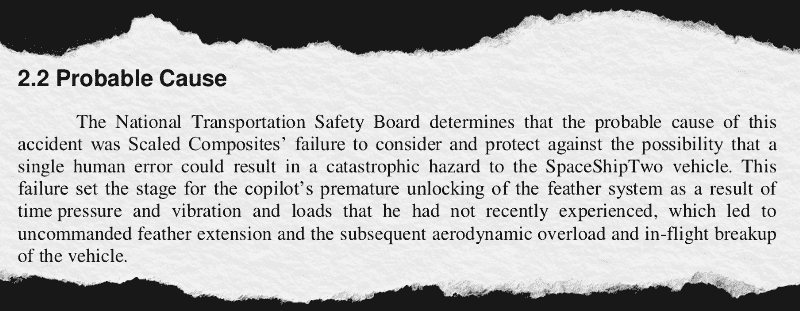 2.2 Probable Cause
The National Transportation Safety Board determines that the probable cause of this
accident was Scaled Composites’ failure to consider and protect against the possibility that a
single human error could result in a catastrophic hazard to the SpaceShipTwo vehicle. This
failure set the stage for the copilot’s premature unlocking of the feather system as a result of
time pressure and vibration and loads that he had not recently experienced, which led to
uncommanded feather extension and the subsequent aerodynamic overload and in-flight breakup
of the vehicle.